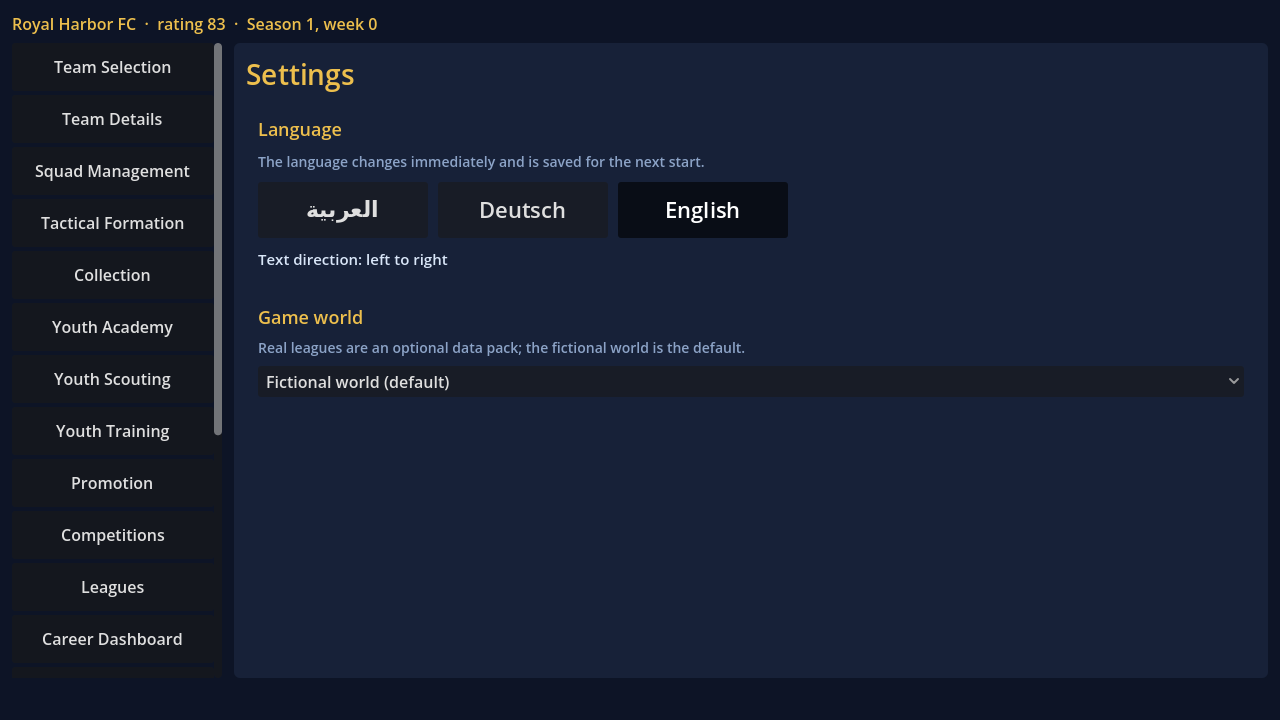 Royal Harbor FC · rating 83 · Season 1, week 0
Team Selection
Team Details
Squad Management
Tactical Formation
Collection
Youth Academy
Youth Scouting
Youth Training
Promotion
Competitions
Leagues
Career Dashboard
Settings
Language
The language changes immediately and is saved for the next start.
العربية
Deutsch
English
Text direction: left to right
Game world
Real leagues are an optional data pack; the fictional world is the default.
Fictional world (default)